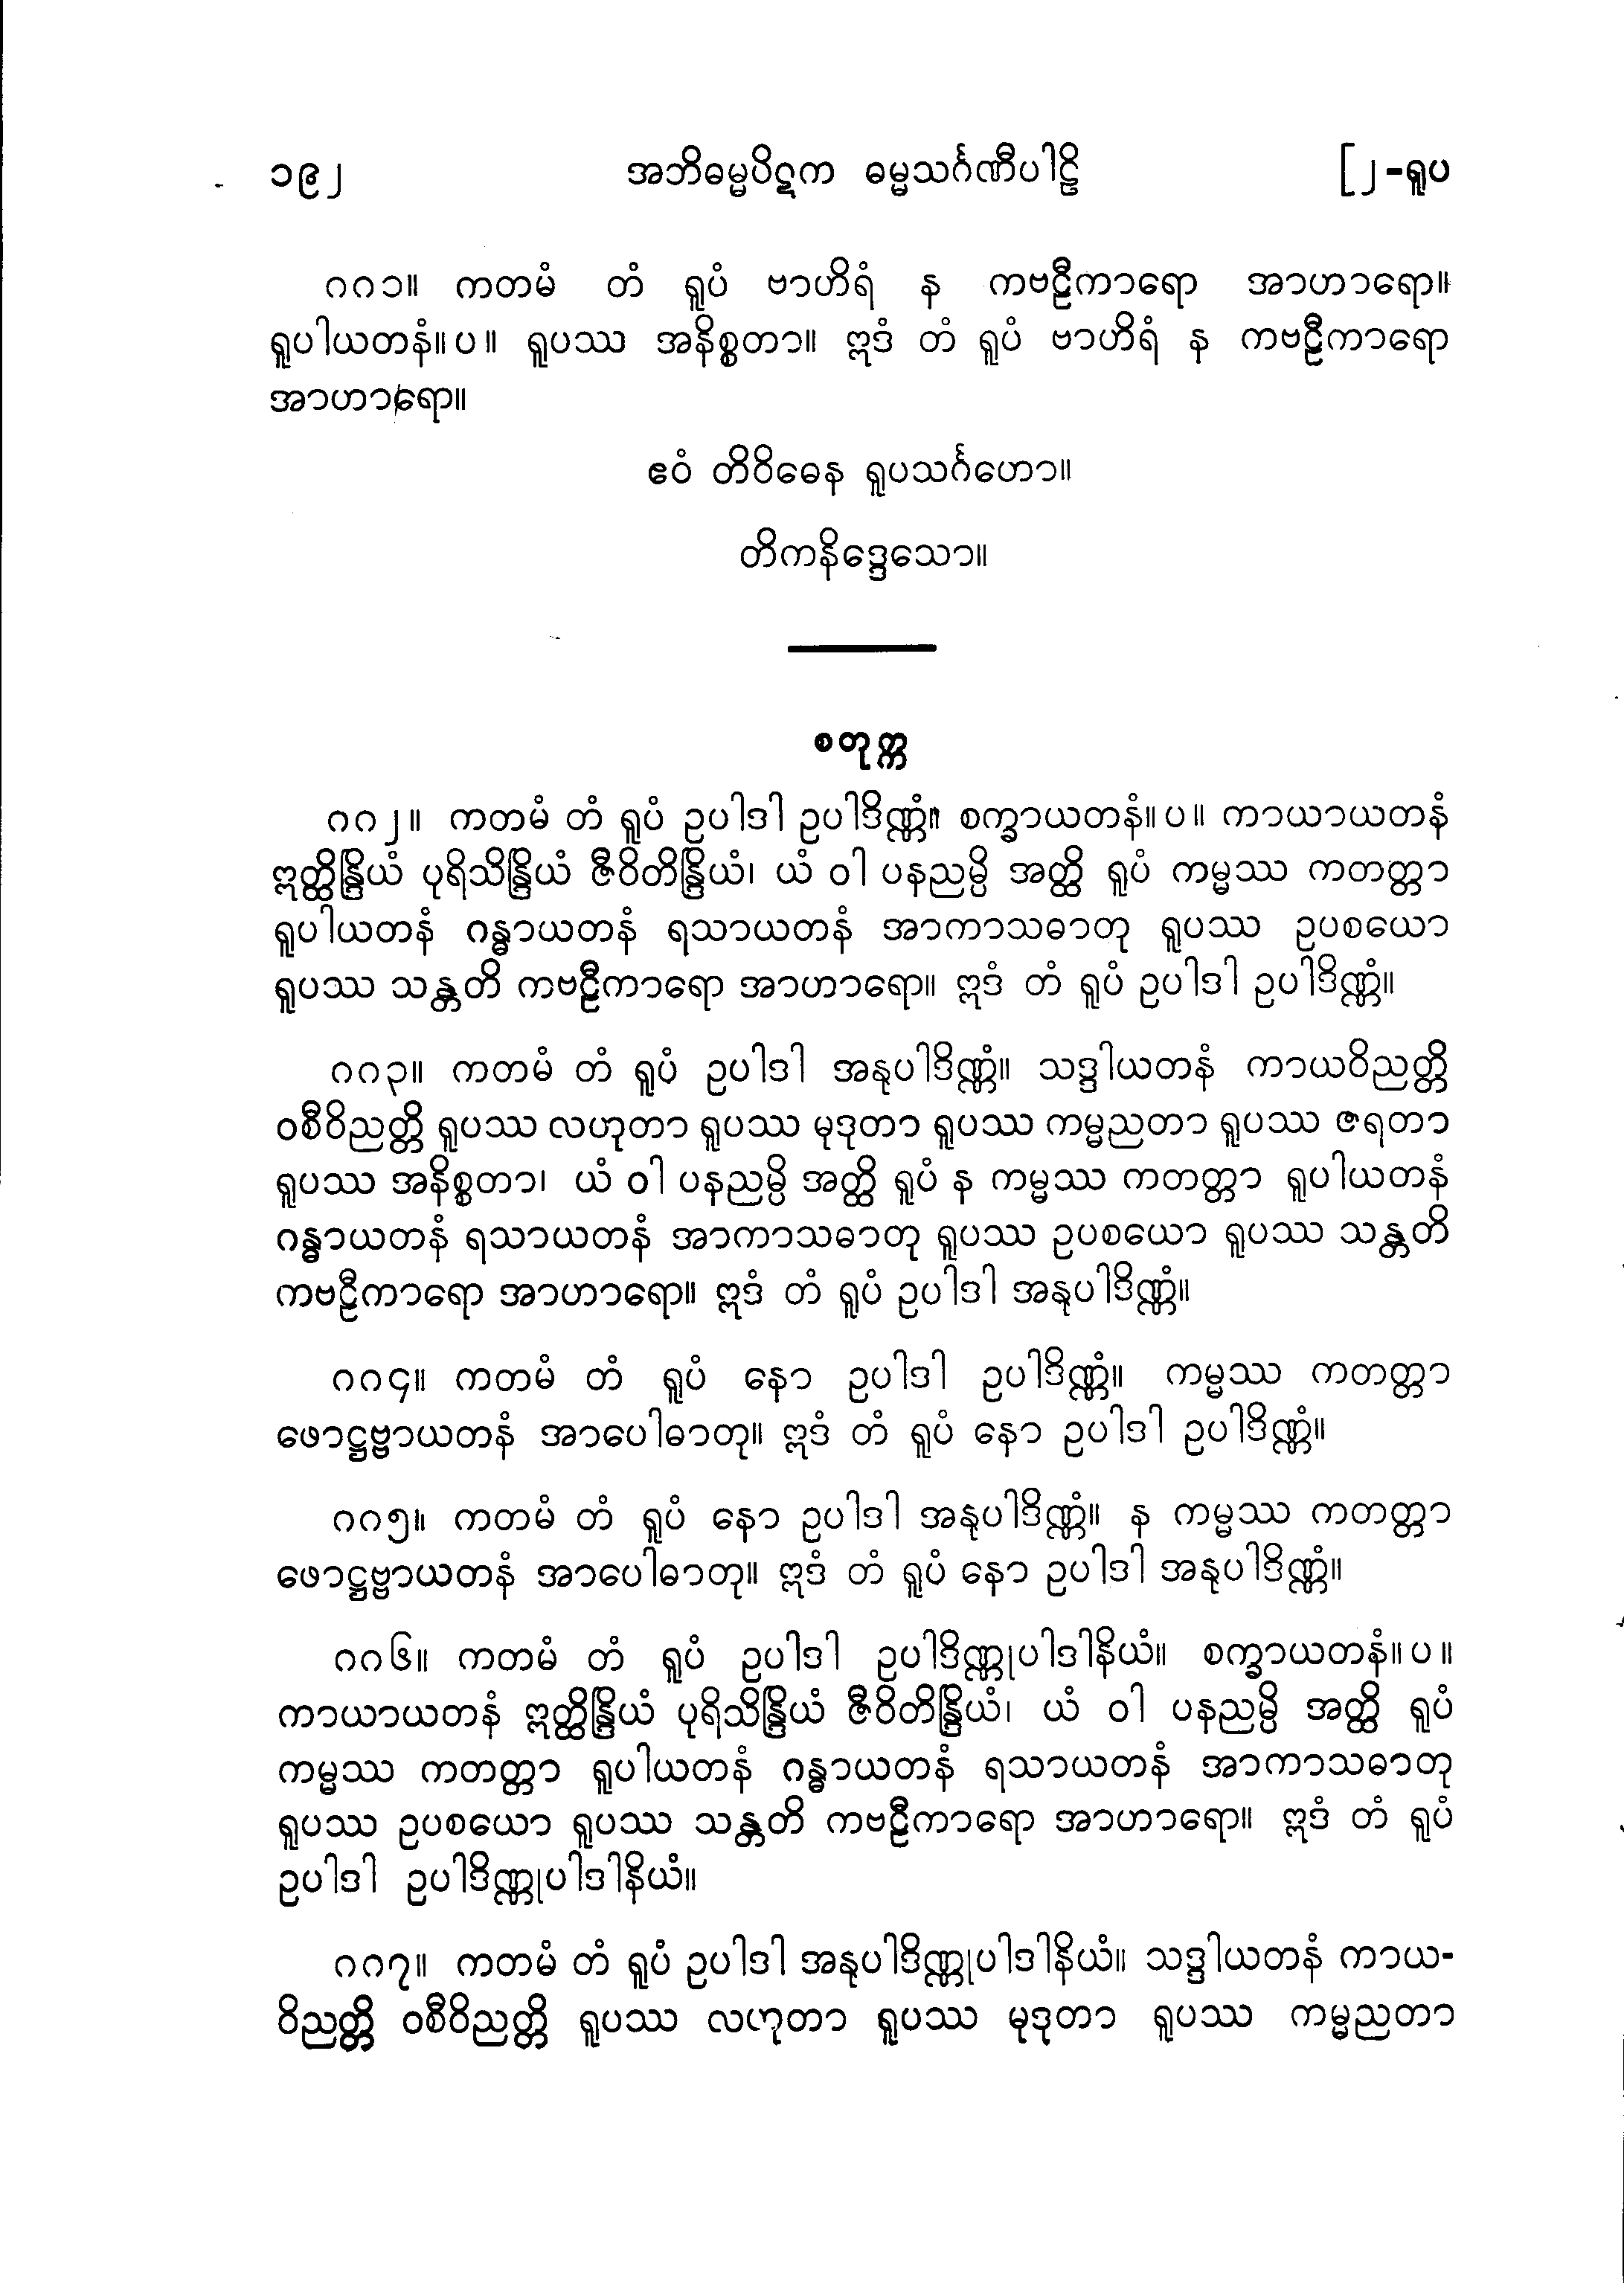 ၁၉၂ အဘိဓမ္မပိဋက ဓမ္မသင်္ဂဏီပါဠိ [၂-ရူပ
ဂဂ၁။ ကတမံ တံ ရူပံ ဗာဟိရံ န ကဗဠီကာရော အာဟာရော။
ရူပါယတနံ။ပ။ ရူပဿ အနိစ္စတာ။ ဣဒံ တံ ရူပံ ဗာဟိရံ န ကဗဠီကာရော
အာဟာရော။
ဧဝံ တိဝိဓေန ရူပသင်္ဂဟော။
တိကနိဒ္ဒေသော။
စတုက္က
ဂဂ၂။ ကတမံ တံ ရူပံ ဥပါဒါ ဥပါဒိဏ္ဏံ။ စက္ခာယတနံ။ပ။ ကာယာယတနံ
ဣတ္ထိန္ဒြိယံ ပုရိသိန္ဒြိယံ ဇီဝိတိန္ဒြိယံ၊ ယံ ဝါ ပနညမ္ပိ အတ္ထိ ရူပံ ကမ္မဿ ကတတ္တာ
ရူပါယတနံ ဂန္ဓာယတနံ ရသာယတနံ အာကာသဓာတု ရူပဿ ဥပစယော
ရူပဿ သန္တတိ ကဗဠီကာရော အာဟာရော။ ဣဒံ တံ ရူပံ ဥပါဒါ ဥပါဒိဏ္ဏံ။
ဂဂ၃။ ကတမံ တံ ရူပံ ဥပါဒါ အနုပါဒိဏ္ဏံ။ သဒ္ဒါယတနံ ကာယဝိညတ္တိ
ဝစီဝိညတ္တိ ရူပဿ လဟုတာ ရူပဿ မုဒုတာ ရူပဿ ကမ္မညတာ ရူပဿ ဇရတာ
ရူပဿ အနိစ္စတာ၊ ယံ ဝါ ပနညမ္ပိ အတ္ထိ ရူပံ န ကမ္မဿ ကတတ္တာ ရူပါယတနံ
ဂန္ဓာယတနံ ရသာယတနံ အာကာသဓာတု ရူပဿ ဥပစယော ရူပဿ သန္တတိ
ကဗဠီကာရော အာဟာရော။ ဣဒံ တံ ရူပံ ဥပါဒါ အနုပါဒိဏ္ဏံ။
ဂဂ၄။ ကတမံ တံ ရူပံ နော ဥပါဒါ ဥပါဒိဏ္ဏံ။ ကမ္မဿ ကတတ္တာ
ဖောဋ္ဌဗ္ဗာယတနံ အာပေါဓာတု။ ဣဒံ တံ ရူပံ နော ဥပါဒါ ဥပါဒိဏ္ဏံ။
ဂဂ၅။ ကတမံ တံ ရူပံ နော ဥပါဒါ အနုပါဒိဏ္ဏံ။ န ကမ္မဿ ကတတ္တာ
ဖောဋ္ဌဗ္ဗာယတနံ အာပေါဓာတု။ ဣဒံ တံ ရူပံ နော ဥပါဒါ အနုပါဒိဏ္ဏံ။
ဂဂ၆။ ကတမံ တံ ရူပံ ဥပါဒါ ဥပါဒိဏ္ဏုပါဒါနိယံ။ စက္ခာယတနံ။ပ။
ကာယာယတနံ ဣတ္ထိန္ဒြိယံ ပုရိသိန္ဒြိယံ ဇီဝိတိန္ဒြိယံ၊ ယံ ဝါ ပနညမ္ပိ အတ္ထိ ရူပံ
ကမ္မဿ ကတတ္တာ ရူပါယတနံ ဂန္ဓာယတနံ ရသာယတနံ အာကာသဓာတု
ရူပဿ ဥပစယော ရူပဿ သန္တတိ ကဗဠီကာရော အာဟာရော။ ဣဒံ တံ ရူပံ
ဥပါဒါ ဥပါဒိဏ္ဏုပါဒါနိယံ။
ဂဂ၇။ ကတမံ တံ ရူပံ ဥပါဒါ အနုပါဒိဏ္ဏုပါဒါနိယံ။ သဒ္ဒါယတနံ ကာယ-
ဝိညတ္တိ ဝစီဝိညတ္တိ ရူပဿ လဟုတာ ရူပဿ မုဒုတာ ရူပဿ ကမ္မညတာ